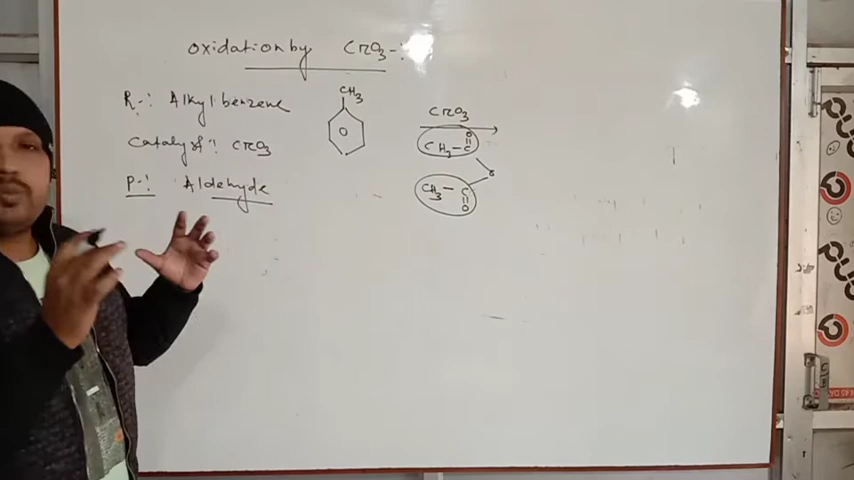 Oxidation by CrO3 -:
R-: Alkyl benzene
Catalyst: CrO3
P-: Aldehyde
CH3
CrO3
O
CH3-C
O
CH3-C
O